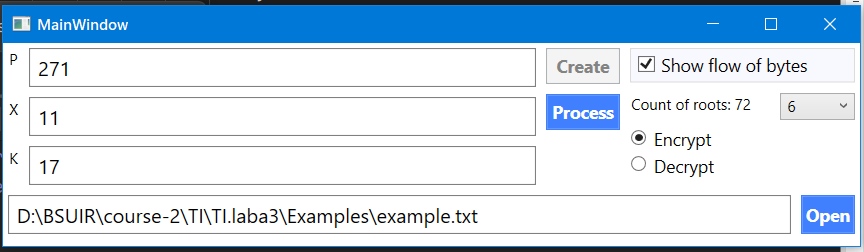 MainWindow
P 271 Create Show flow of bytes
X 11 Process Count of roots: 72 6
Encrypt
K 17 Decrypt
D:\BSUIR\course-2\TI\TI.laba3\Examples\example.txt Open